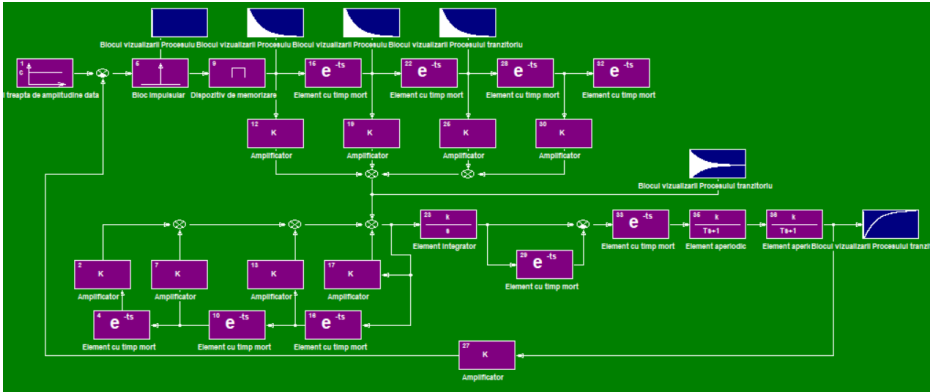 Blocul vizualizarii Procesului Blocul vizualizarii Procesului Blocul vizualizarii Procesului Blocul vizualizarii Procesului tranzitoriu
1 C
6
9
15 e -ts
22 e -ts
28 e -ts
32 e -ts
l treapta de amplitudine data
Bloc impulsular
Dispozitiv de memorizare
Element cu timp mort
Element cu timp mort
Element cu timp mort
Element cu timp mort
12 K
19 K
25 K
30 K
Amplificator
Amplificator
Amplificator
Amplificator
Blocul vizualizarii Procesului tranzitoriu
23 k s
33 e -ts
35 k Ts+1
36 k Ts+1
Element integrator
Element cu timp mort
Element aperiodic
Element aperi
Blocul vizualizarii Procesului tranzit
29 e -ts
Element cu timp mort
2 K
7 K
13 K
17 K
Amplificator
Amplificator
Amplificator
Amplificator
4 e -ts
10 e -ts
16 e -ts
Element cu timp mort
Element cu timp mort
Element cu timp mort
27 K
Amplificator